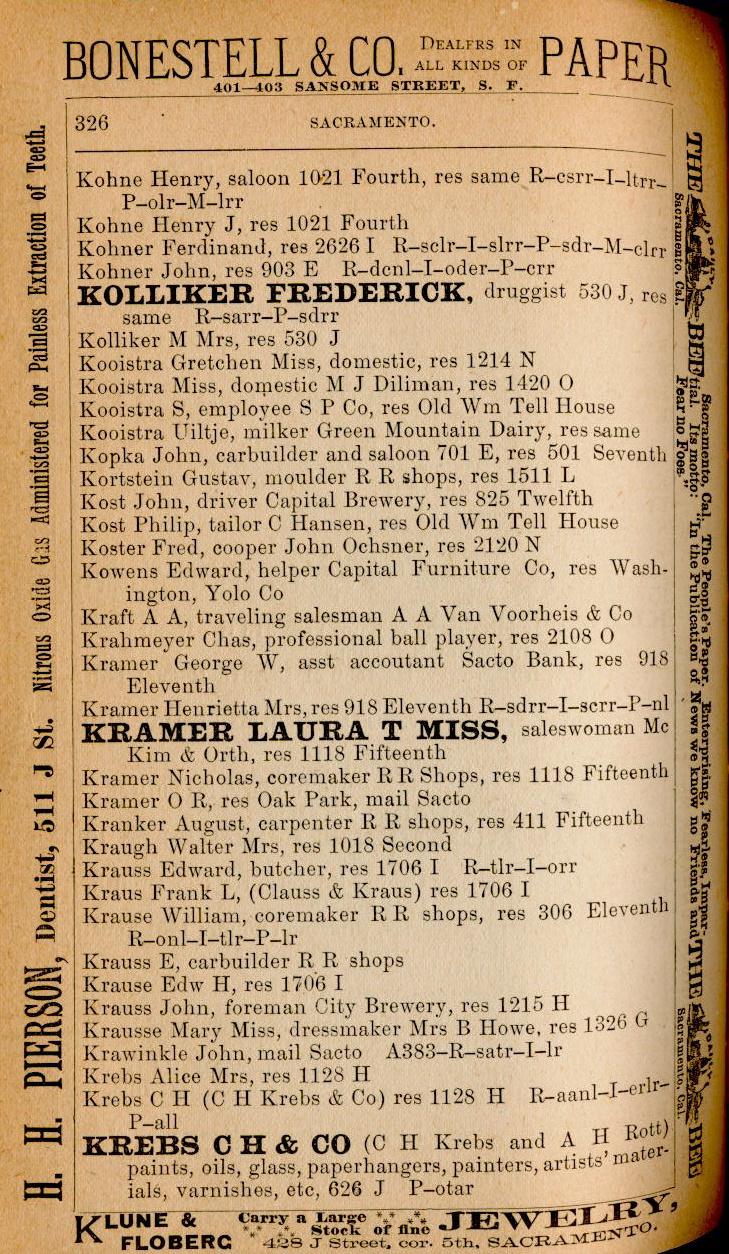 BONESTELL & CO. DEALERS IN ALL KINDS OF PAPER
401—403 SANSOME STREET, S. F.
326 SACRAMENTO.
Kohne Henry, saloon 1021 Fourth, res same R–csrr–I–ltrr–
P–olr–M–lrr
Kohne Henry J, res 1021 Fourth
Kohner Ferdinand, res 2626 I R–sclr–I–slrr–P–sdr–M–clrr
Kohner John, res 903 E R–dcnl–I–oder–P–crr
KOLLIKER FREDERICK, druggist 530 J, res
same R–sarr–P–sdrr
Kolliker M Mrs, res 530 J
Kooistra Gretchen Miss, domestic, res 1214 N
Kooistra Miss, domestic M J Diliman, res 1420 O
Kooistra S, employee S P Co, res Old Wm Tell House
Kooistra Uiltje, milker Green Mountain Dairy, res same
Kopka John, carbuilder and saloon 701 E, res 501 Seventh
Kortstein Gustav, moulder R R shops, res 1511 L
Kost John, driver Capital Brewery, res 825 Twelfth
Kost Philip, tailor C Hansen, res Old Wm Tell House
Koster Fred, cooper John Ochsner, res 2120 N
Kowens Edward, helper Capital Furniture Co, res Wash-
ington, Yolo Co
Kraft A A, traveling salesman A A Van Voorheis & Co
Krahmeyer Chas, professional ball player, res 2108 O
Kramer George W, asst accoutant Sacto Bank, res 918
Eleventh
Kramer Henrietta Mrs, res 918 Eleventh R–sdrr–I–scrr–P–nl
KRAMER LAURA T MISS, saleswoman Mc
Kim & Orth, res 1118 Fifteenth
Kramer Nicholas, coremaker R R Shops, res 1118 Fifteenth
Kramer O R, res Oak Park, mail Sacto
Kranker August, carpenter R R shops, res 411 Fifteenth
Kraugh Walter Mrs, res 1018 Second
Krauss Edward, butcher, res 1706 I R–tlr–I–orr
Kraus Frank L, (Clauss & Kraus) res 1706 I
Krause William, coremaker R R shops, res 306 Eleventh
R–onl–I–tlr–P–lr
Krauss E, carbuilder R R shops
Krause Edw H, res 1706 I
Krauss John, foreman City Brewery, res 1215 H
Krausse Mary Miss, dressmaker Mrs B Howe, res 1326 G
Krawinkle John, mail Sacto A383–R–satr–I–lr
Krebs Alice Mrs, res 1128 H
Krebs C H (C H Krebs & Co) res 1128 H R–aanl–I–erlr–
P–all
KREBS C H & CO (C H Krebs and A H Rott)
paints, oils, glass, paperhangers, painters, artists' mater-
ials, varnishes, etc, 626 J P–otar
H. H. PIERSON, Dentist, 511 J St. Nitrous Oxide Gas Administered for Painless Extraction of Teeth.
THE DAILY BEE
Sacramento, Cal.
Sacramento, Cal. The People's Paper. Enterprising, Fearless, Impar-
tial. Its motto: "In the Publication of News we know no Friends and
Fear no Foes."
THE DAILY BEE
Sacramento, Cal.
KLUNE & FLOBERG Carry a Large Stock of fine JEWELRY,
428 J Street, cor. 5th, SACRAMENTO.